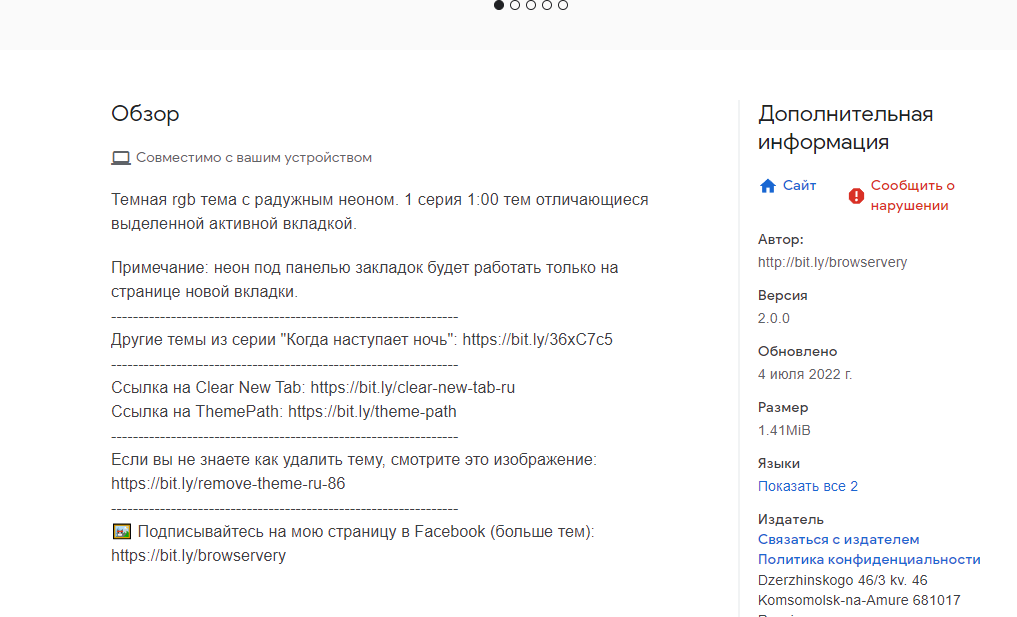 Обзор
Совместимо с вашим устройством
Темная rgb тема с радужным неоном. 1 серия 1:00 тем отличающиеся
выделенной активной вкладкой.
Примечание: неон под панелью закладок будет работать только на
странице новой вкладки.
---------------------------------------------------------------
Другие темы из серии "Когда наступает ночь": https://bit.ly/36xC7c5
---------------------------------------------------------------
Ссылка на Clear New Tab: https://bit.ly/clear-new-tab-ru
Ссылка на ThemePath: https://bit.ly/theme-path
---------------------------------------------------------------
Если вы не знаете как удалить тему, смотрите это изображение:
https://bit.ly/remove-theme-ru-86
---------------------------------------------------------------
Подписывайтесь на мою страницу в Facebook (больше тем):
https://bit.ly/browservery
Дополнительная
информация
Сайт
Сообщить о
нарушении
Автор:
http://bit.ly/browservery
Версия
2.0.0
Обновлено
4 июля 2022 г.
Размер
1.41MiB
Языки
Показать все 2
Издатель
Связаться с издателем
Политика конфиденциальности
Dzerzhinskogo 46/3 kv. 46
Komsomolsk-na-Amure 681017